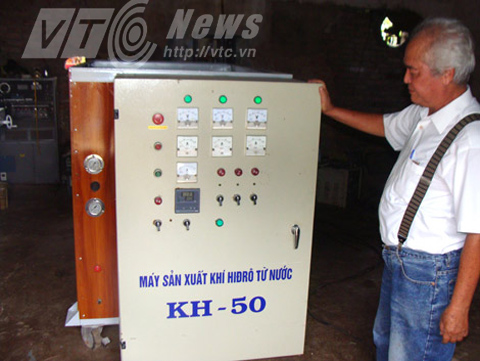 VTC News
http://vtc.vn
MÁY SẢN XUẤT KHÍ HIĐRÔ TỪ NƯỚC
KH-50